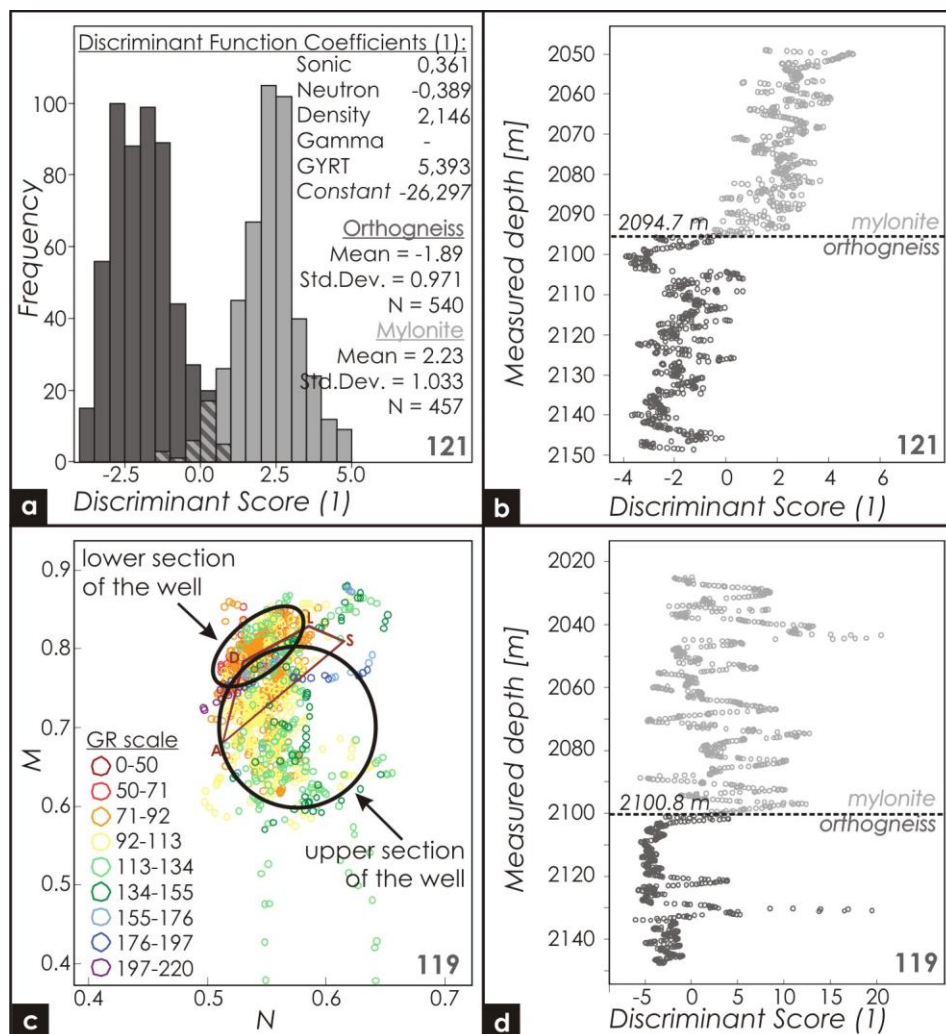 Discriminant Function Coefficients (1):
Sonic 0,361
Neutron -0,389
Density 2,146
Gamma -
GYRT 5,393
Constant -26,297
Orthogneiss
Mean = -1.89
Std.Dev. = 0.971
N = 540
Mylonite
Mean = 2.23
Std.Dev. = 1.033
N = 457
121
Frequency
100
80
60
40
20
0
-2.5 0.0 2.5 5.0
Discriminant Score (1)
a
Measured depth [m]
2050
2060
2070
2080
2090
2100
2110
2120
2130
2140
2150
2094.7 m
mylonite
orthogneiss
121
-4 -2 0 2 4 6
Discriminant Score (1)
b
lower section
of the well
0.9
0.8
0.7
0.6
0.5
0.4
M
D
L
S
A
GR scale
0-50
50-71
71-92
92-113
113-134
134-155
155-176
176-197
197-220
upper section
of the well
119
0.4 0.5 0.6 0.7
N
c
Measured depth [m]
2020
2040
2060
2080
2100
2120
2140
2100.8 m
mylonite
orthogneiss
119
-5 0 5 10 15 20
Discriminant Score (1)
d